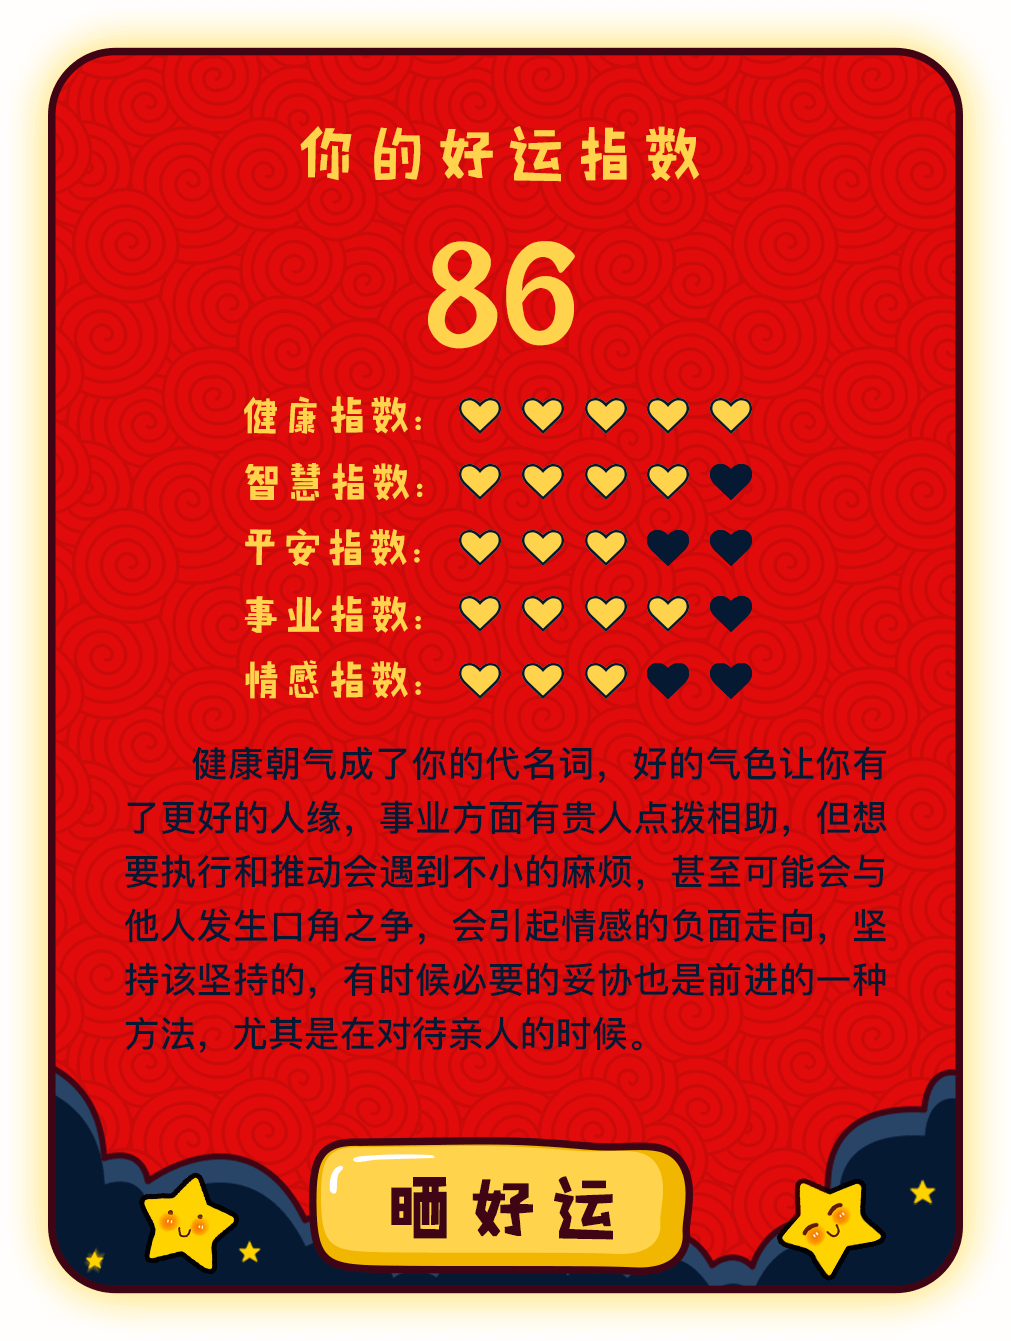 你的好运指数
86
健康指数:
智慧指数:
平安指数:
事业指数:
情感指数:
健康朝气成了你的代名词，好的气色让你有
了更好的人缘，事业方面有贵人点拨相助，但想
要执行和推动会遇到不小的麻烦，甚至可能会与
他人发生口角之争，会引起情感的负面走向，坚
持该坚持的，有时候必要的妥协也是前进的一种
方法，尤其是在对待亲人的时候。
晒好运